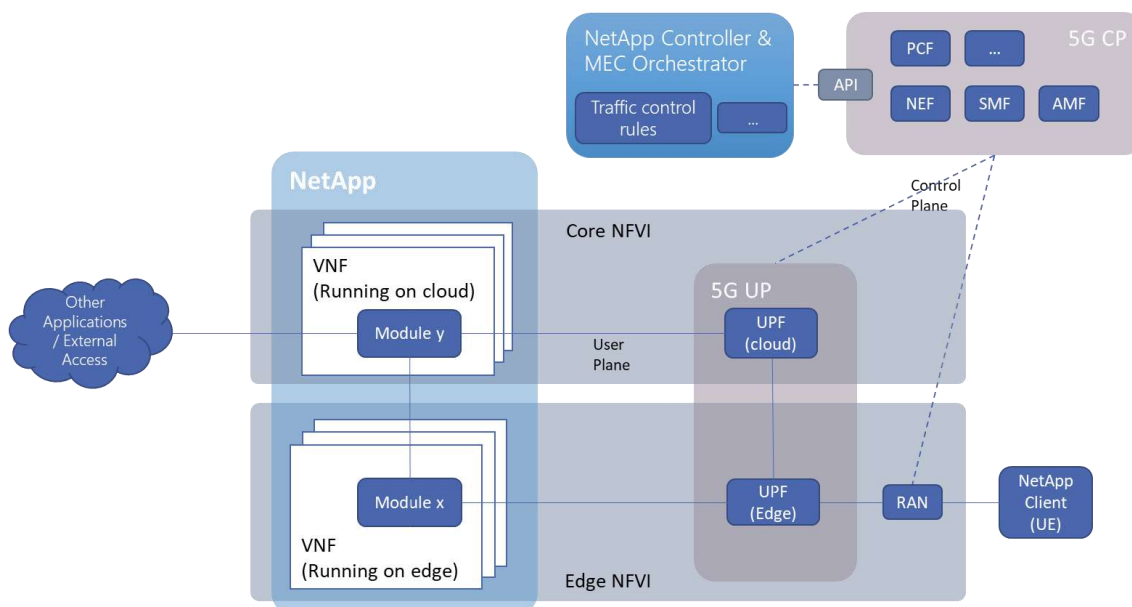 NetApp Controller &
MEC Orchestrator
Traffic control
rules
...
API
5G CP
PCF
...
NEF
SMF
AMF
Control
Plane
NetApp
Core NFVI
VNF
(Running on cloud)
Module y
Other
Applications
/ External
Access
User
Plane
5G UP
UPF
(cloud)
Module x
VNF
(Running on edge)
UPF
(Edge)
RAN
NetApp
Client
(UE)
Edge NFVI